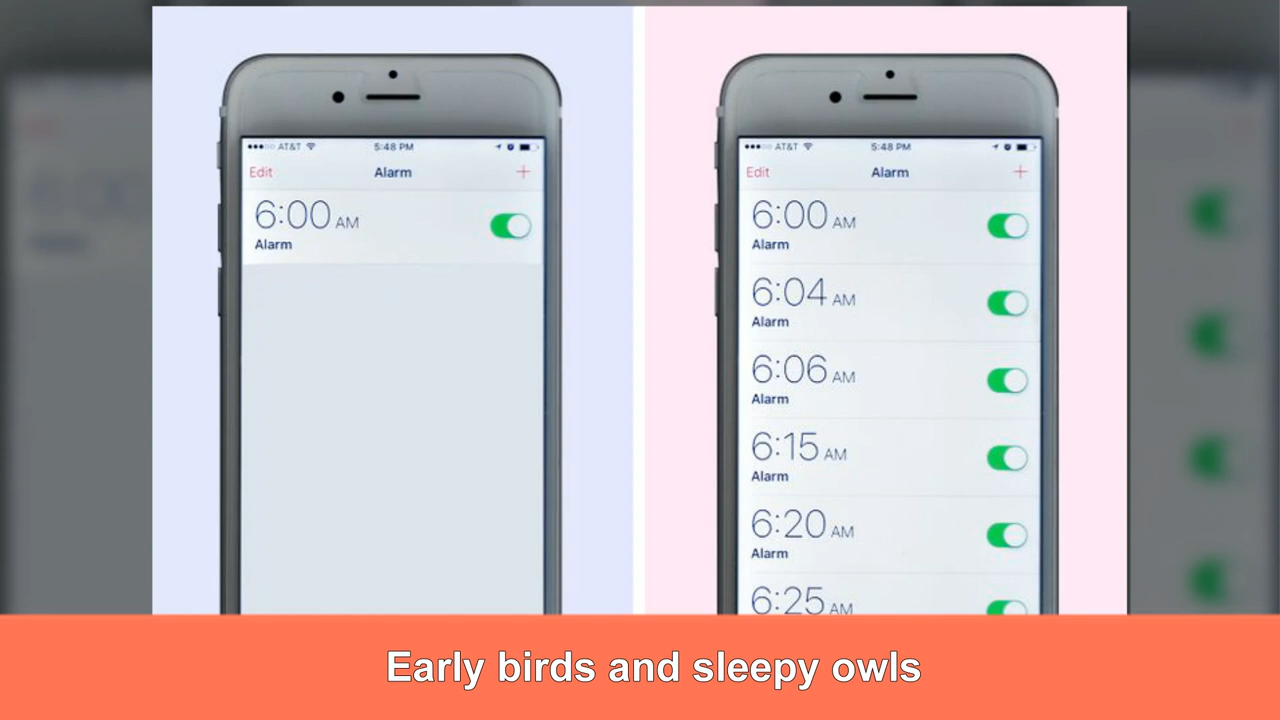 AT&T 5:48 PM
Edit Alarm +
6:00 AM
Alarm
AT&T 5:48 PM
Edit Alarm +
6:00 AM
Alarm
6:04 AM
Alarm
6:06 AM
Alarm
6:15 AM
Alarm
6:20 AM
Alarm
6:25 AM
Early birds and sleepy owls